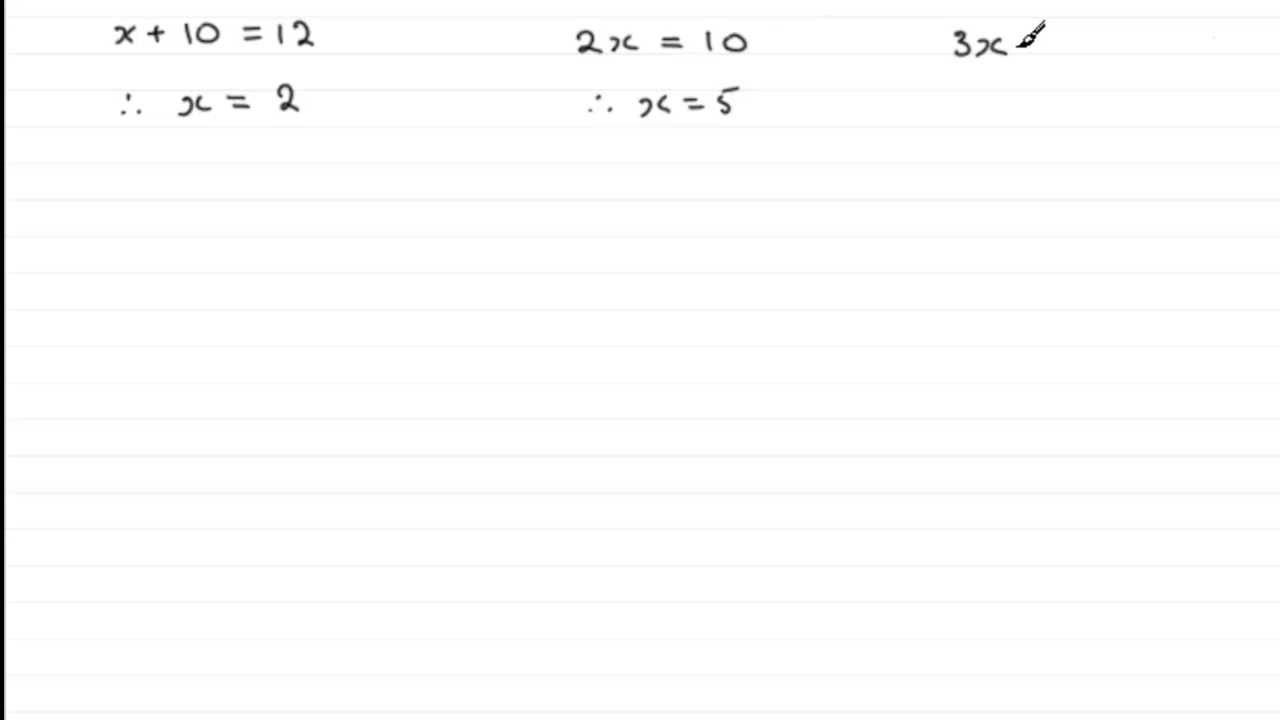 x + 10 = 12
∴ x = 2
2x = 10
∴ x = 5
3x